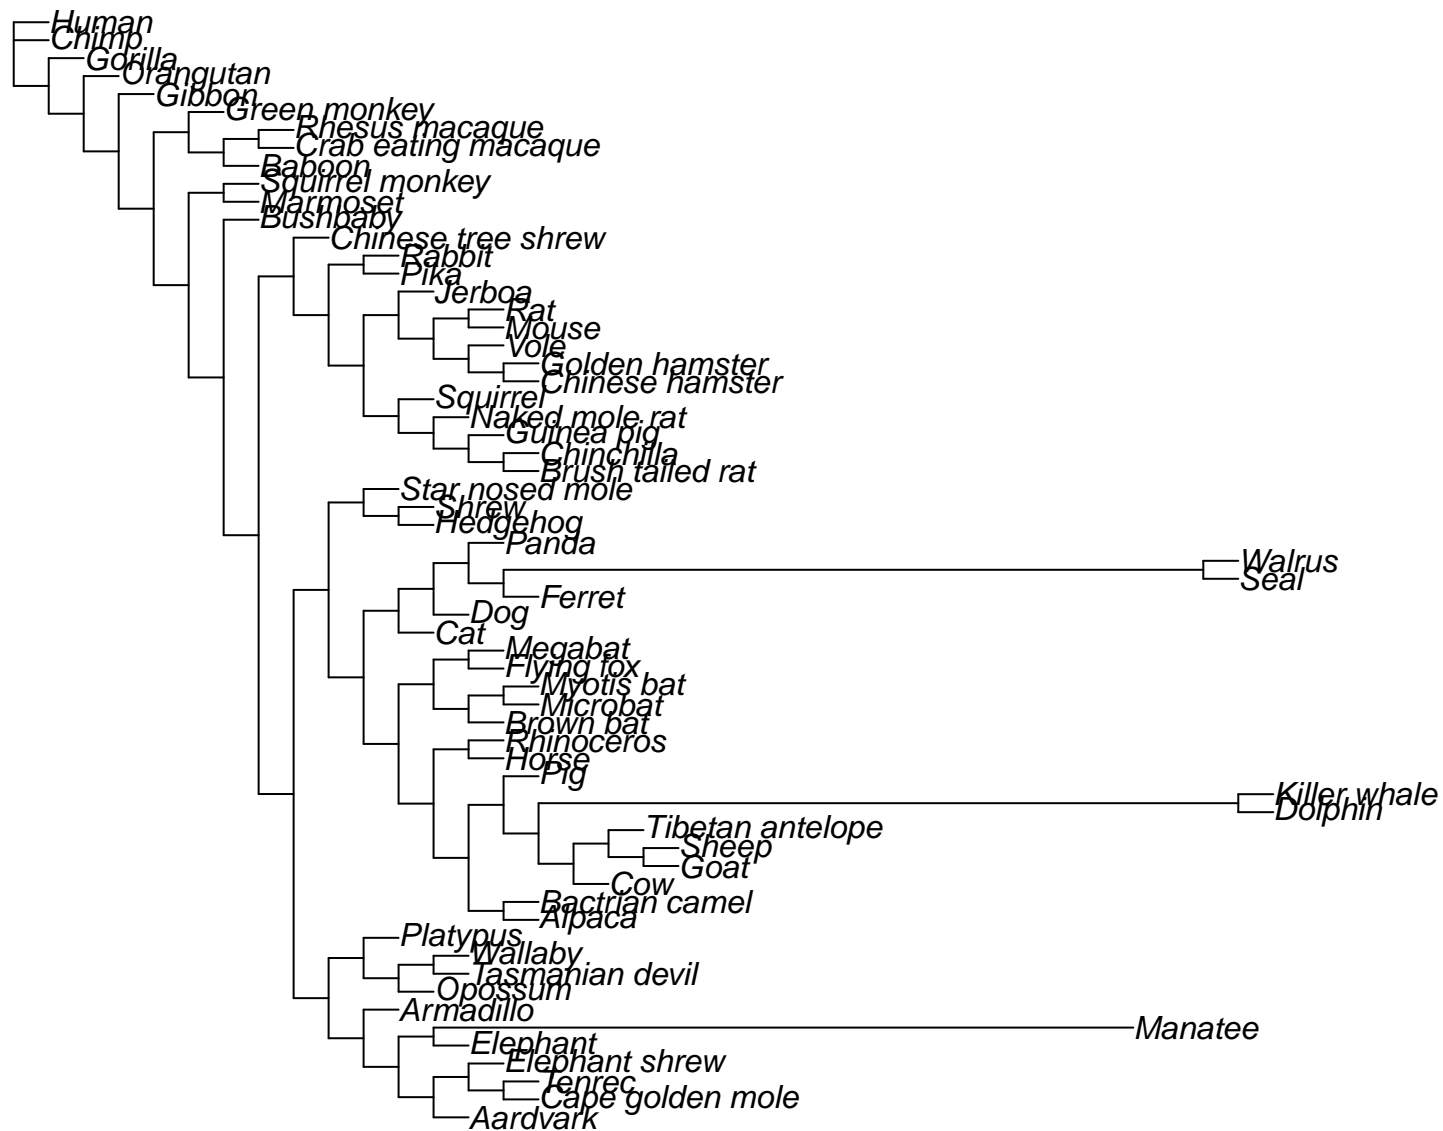 Human
Chimp
Gorilla
Orangutan
Gibbon
Green monkey
Rhesus macaque
Crab eating macaque
Baboon
Squirrel monkey
Marmoset
Bushbaby
Chinese tree shrew
Rabbit
Pika
Jerboa
Rat
Mouse
Vole
Golden hamster
Chinese hamster
Squirrel
Naked mole rat
Guinea pig
Chinchilla
Brush tailed rat
Star nosed mole
Shrew
Hedgehog
Panda
Walrus
Seal
Ferret
Dog
Cat
Megabat
Flying fox
Myotis bat
Microbat
Brown bat
Rhinoceros
Horse
Pig
Killer whale
Dolphin
Tibetan antelope
Sheep
Goat
Cow
Bactrian camel
Alpaca
Platypus
Wallaby
Tasmanian devil
Opossum
Armadillo
Manatee
Elephant
Elephant shrew
Tenrec
Cape golden mole
Aardvark